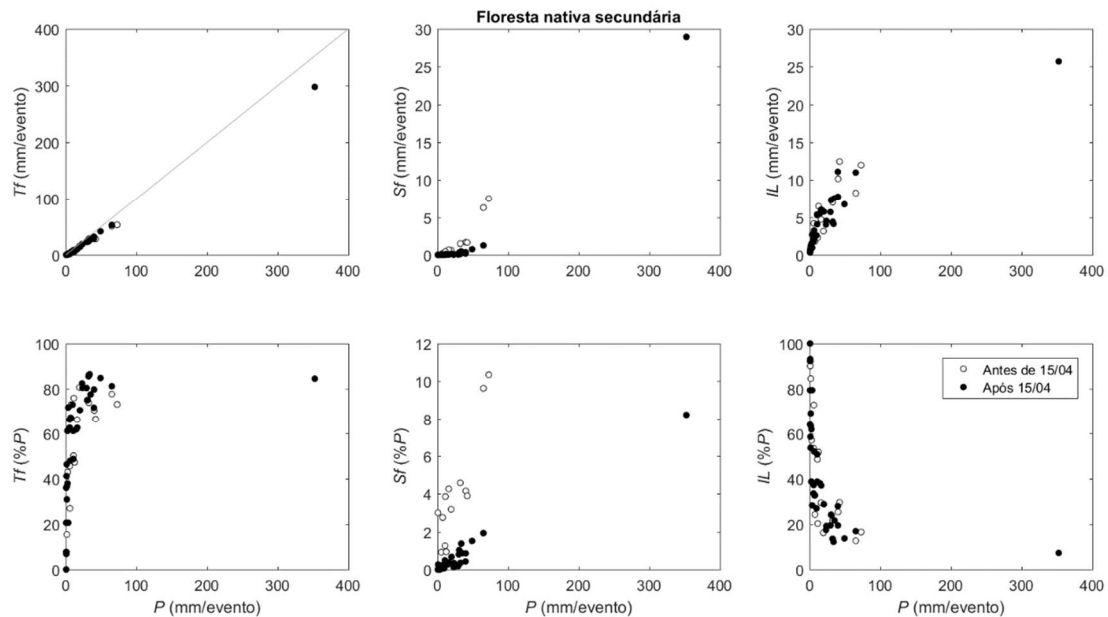 Floresta nativa secundária
400
300
200
100
0
Tf (mm/evento)
0 100 200 300 400
30
25
20
15
10
5
0
Sf (mm/evento)
0 100 200 300 400
30
25
20
15
10
5
0
IL (mm/evento)
0 100 200 300 400
100
80
60
40
20
0
Tf (%P)
0 100 200 300 400
P (mm/evento)
12
10
8
6
4
2
0
Sf (%P)
0 100 200 300 400
P (mm/evento)
100
80
60
40
20
0
IL (%P)
Antes de 15/04
Após 15/04
0 100 200 300 400
P (mm/evento)